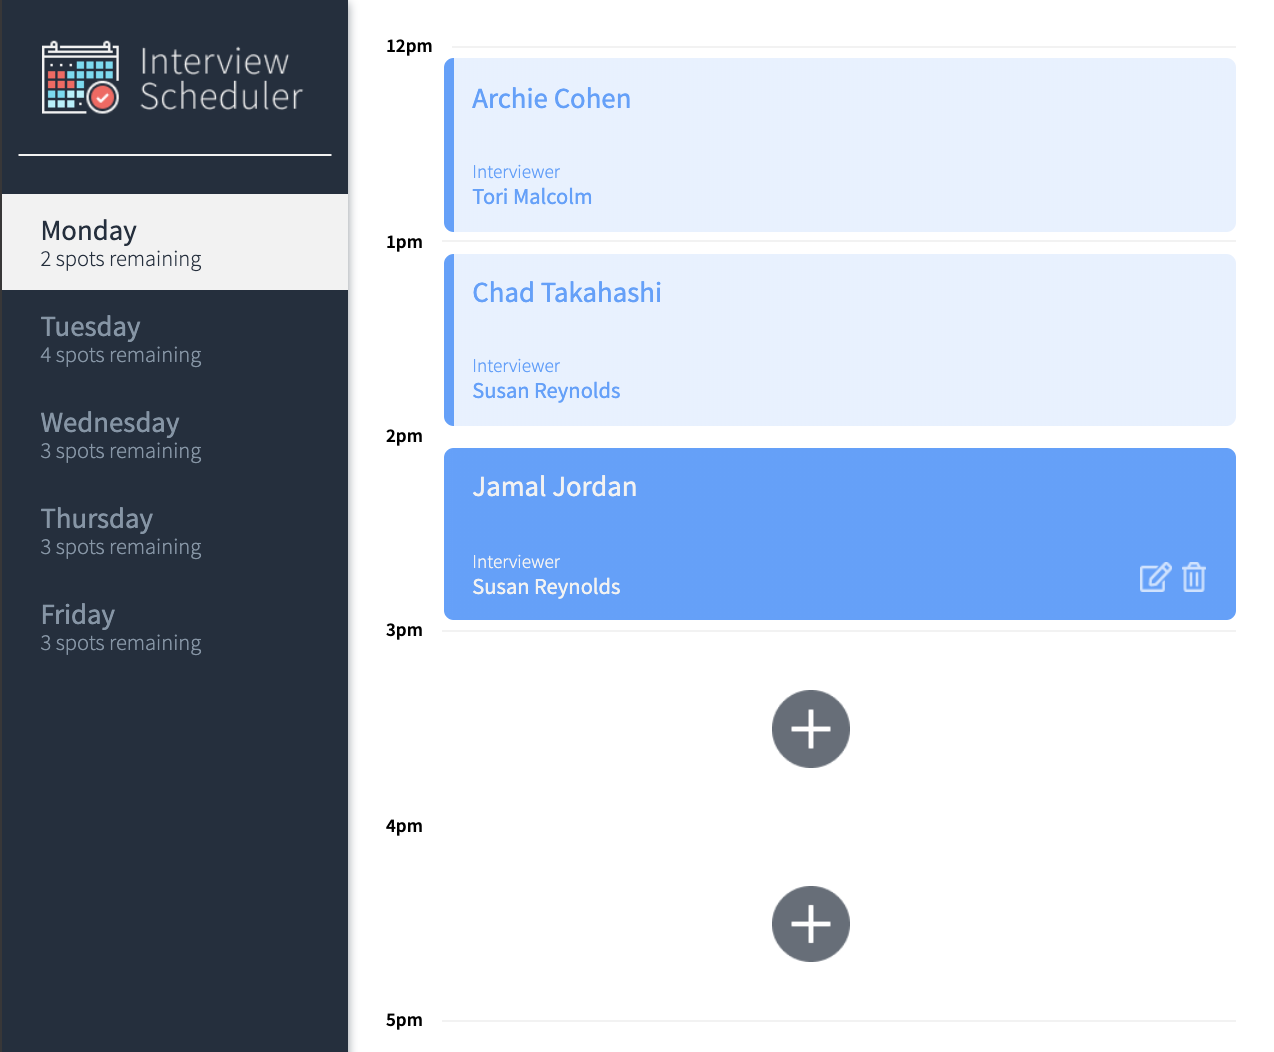 Interview
Scheduler
Monday
2 spots remaining
Tuesday
4 spots remaining
Wednesday
3 spots remaining
Thursday
3 spots remaining
Friday
3 spots remaining
12pm
Archie Cohen
Interviewer
Tori Malcolm
1pm
Chad Takahashi
Interviewer
Susan Reynolds
2pm
Jamal Jordan
Interviewer
Susan Reynolds
3pm
4pm
5pm